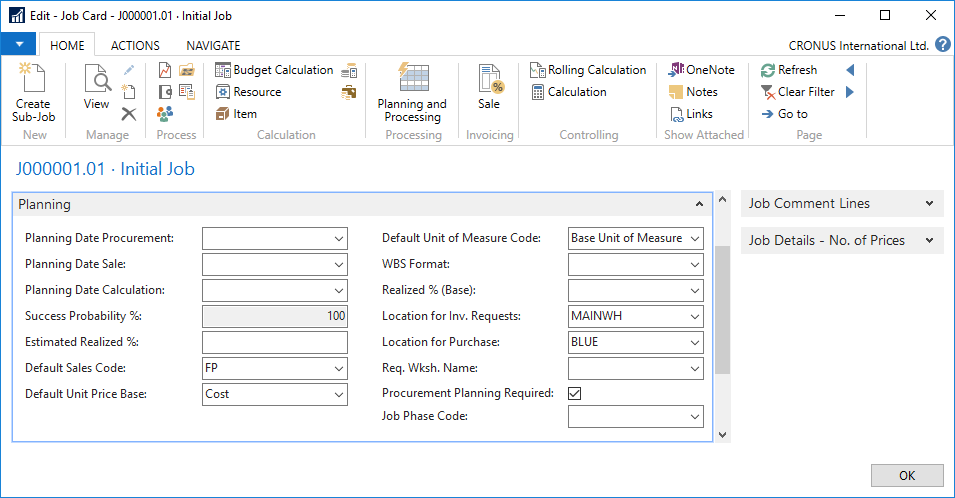 Edit - Job Card - J000001.01 · Initial Job
HOME ACTIONS NAVIGATE CRONUS International Ltd. ?
Create Sub-Job
New
View
Manage
Process
Budget Calculation
Resource
Item
Calculation
Planning and Processing
Processing
Sale
Invoicing
Rolling Calculation
Calculation
Controlling
OneNote
Notes
Links
Show Attached
Refresh
Clear Filter
Go to
Page
J000001.01 · Initial Job
Planning
Planning Date Procurement:
Planning Date Sale:
Planning Date Calculation:
Success Probability %: 100
Estimated Realized %:
Default Sales Code: FP
Default Unit Price Base: Cost
Default Unit of Measure Code: Base Unit of Measure
WBS Format:
Realized % (Base):
Location for Inv. Requests: MAINWH
Location for Purchase: BLUE
Req. Wksh. Name:
Procurement Planning Required:
Job Phase Code:
Job Comment Lines
Job Details - No. of Prices
OK